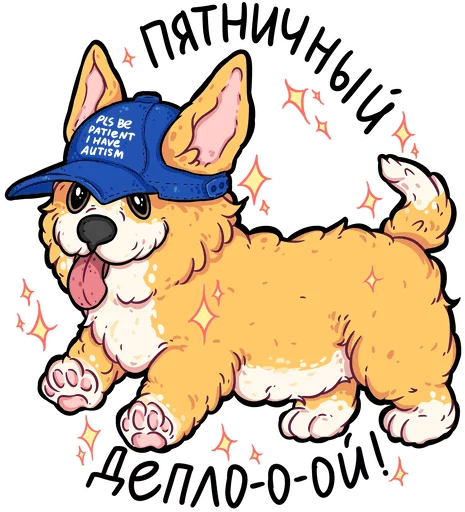 ПЯТНИЧНЫЙ
PLS BE
PATIENT
I HAVE
AUTISM
ДЕПЛО-О-ОЙ!